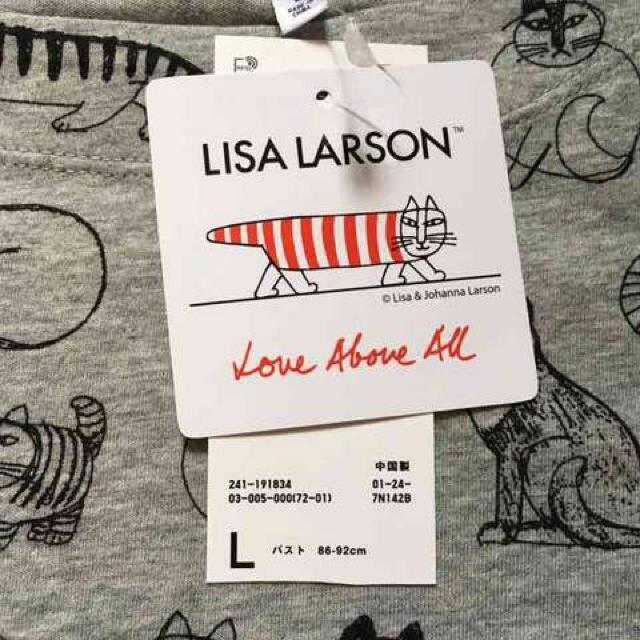 LISA LARSON™
© Lisa & Johanna Larson
Love Above All
中国製
241-191834 01-24-
03-005-000(72-01) 7N142B
L バスト 86-92cm